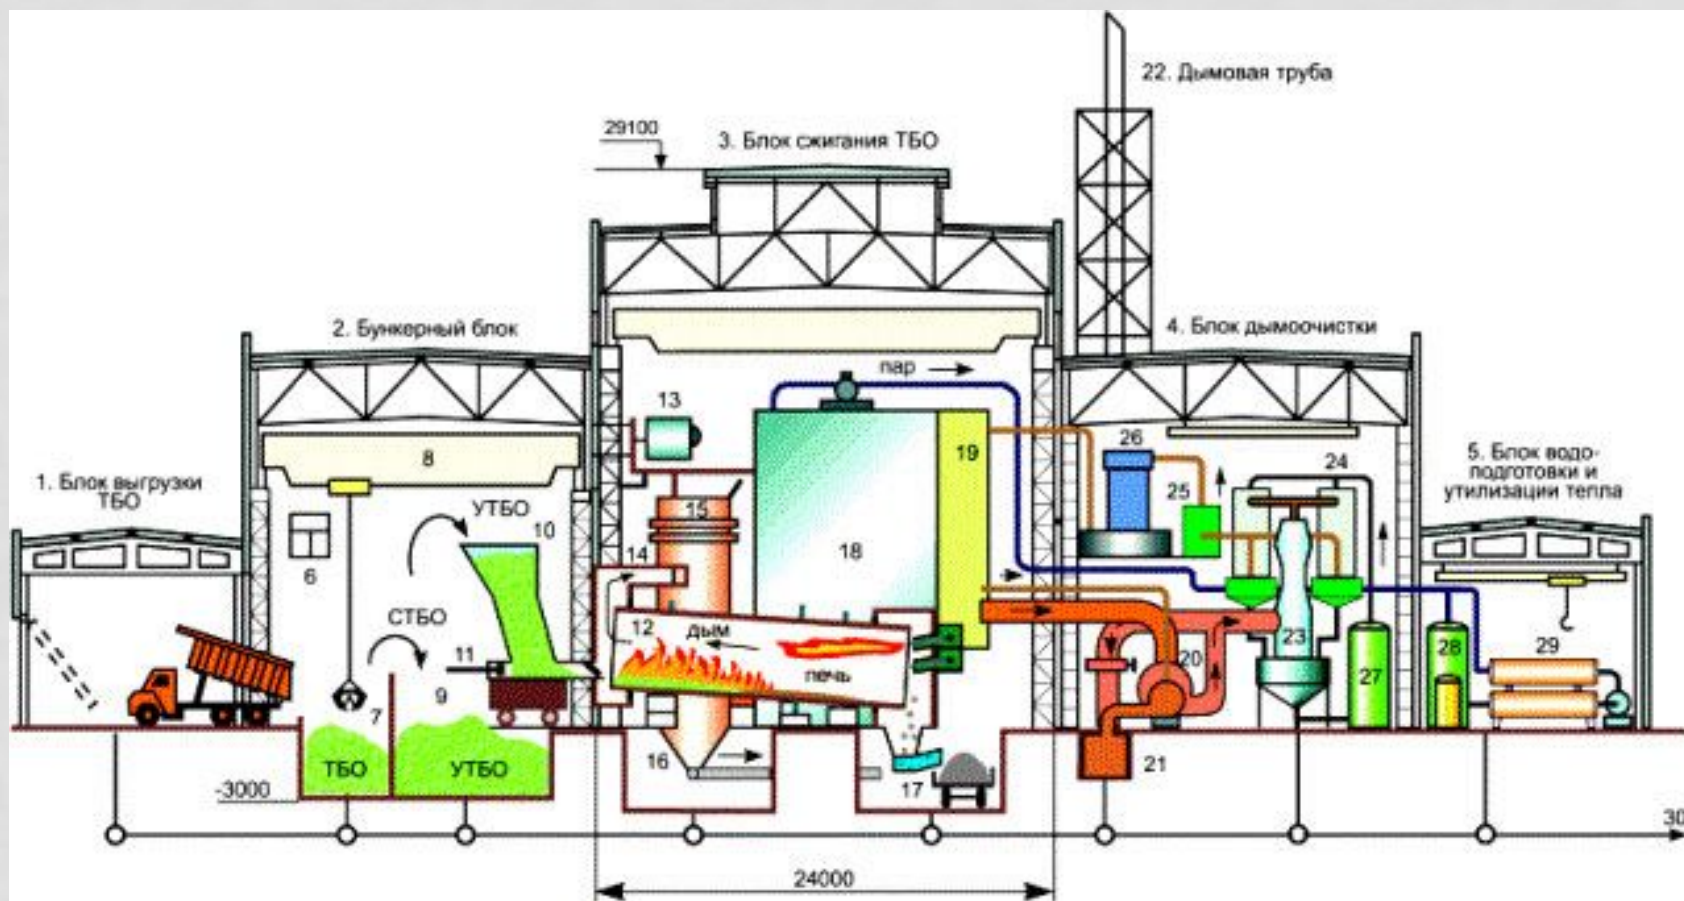 22. Дымовая труба
29100
3. Блок сжигания ТБО
2. Бункерный блок
4. Блок дымоочистки
пар
13
8
26
19
24
5. Блок водо-
подготовки и
утилизации тепла
1. Блок выгрузки
ТБО
УТБО
10
25
15
18
14
6
СТБО
12
дым
11
печь
23
20
28
29
9
7
27
ТБО
УТБО
16
17
21
-3000
30
24000